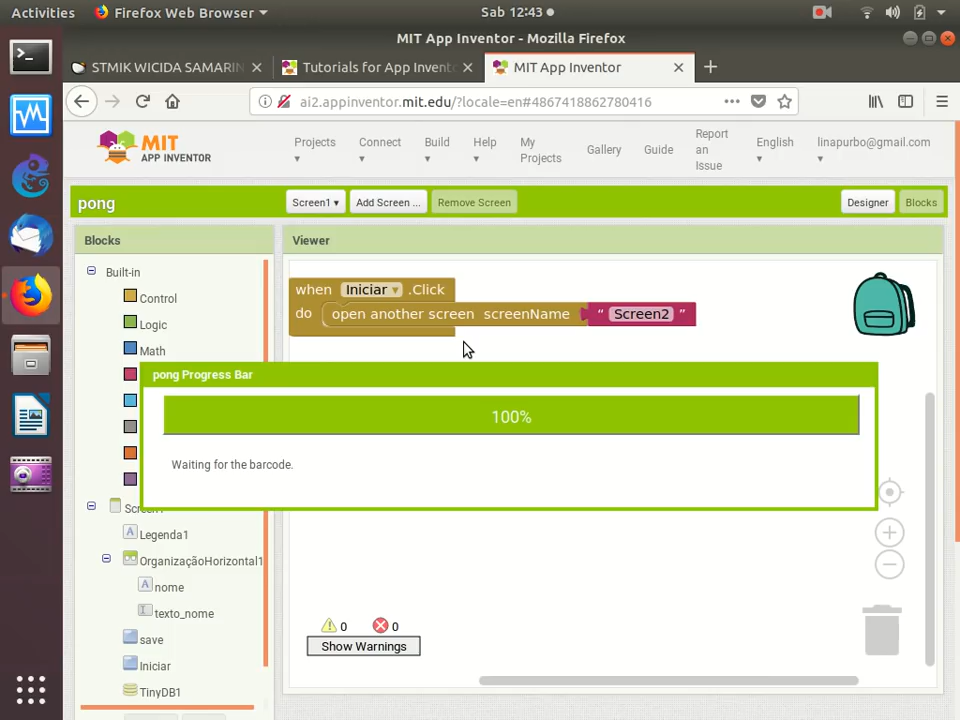 Activities
Firefox Web Browser
Sab 12:43
MIT App Inventor - Mozilla Firefox
STMIK WICIDA SAMARIN
Tutorials for App Invento
MIT App Inventor
ai2.appinventor.mit.edu/?locale=en#4867418862780416
MIT
APP INVENTOR
Projects
Connect
Build
Help
My
Projects
Gallery
Guide
Report
an
Issue
English
linapurbo@gmail.com
pong
Screen1
Add Screen ...
Remove Screen
Designer
Blocks
Blocks
Viewer
Built-in
Control
Logic
Math
Screen1
Legenda1
OrganizaçãoHorizontal1
nome
texto_nome
save
Iniciar
TinyDB1
when Iniciar .Click
do open another screen screenName “ Screen2 ”
pong Progress Bar
100%
Waiting for the barcode.
0
0
Show Warnings